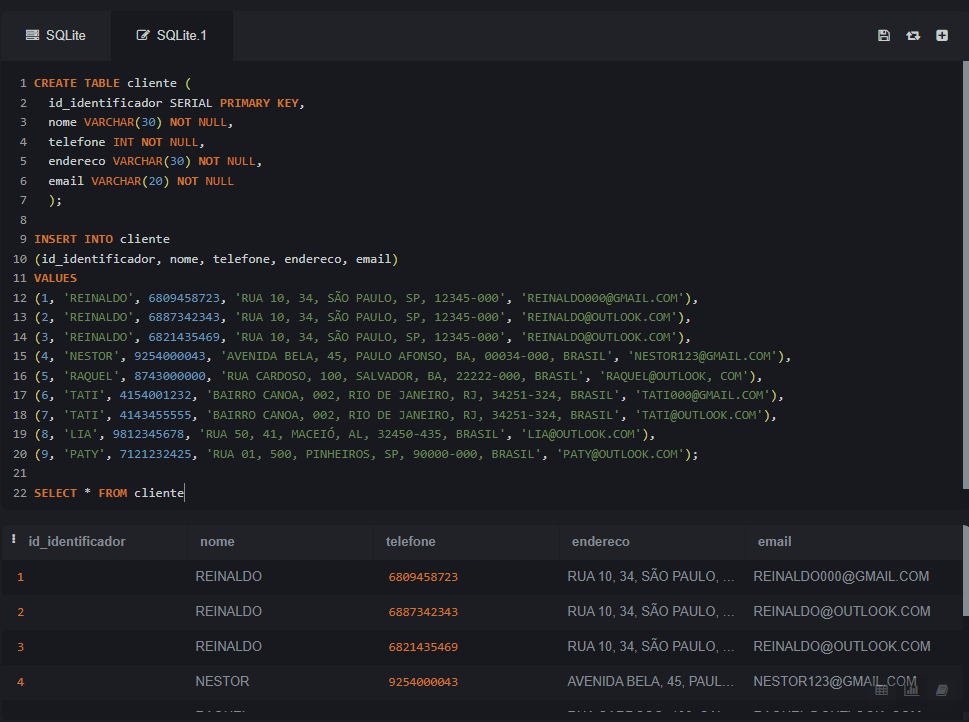 SQLite SQLite.1
1 CREATE TABLE cliente (
2 id_identificador SERIAL PRIMARY KEY,
3 nome VARCHAR(30) NOT NULL,
4 telefone INT NOT NULL,
5 endereco VARCHAR(30) NOT NULL,
6 email VARCHAR(20) NOT NULL
7 );
8
9 INSERT INTO cliente
10 (id_identificador, nome, telefone, endereco, email)
11 VALUES
12 (1, 'REINALDO', 6809458723, 'RUA 10, 34, SÃO PAULO, SP, 12345-000', 'REINALDO000@GMAIL.COM'),
13 (2, 'REINALDO', 6887342343, 'RUA 10, 34, SÃO PAULO, SP, 12345-000', 'REINALDO@OUTLOOK.COM'),
14 (3, 'REINALDO', 6821435469, 'RUA 10, 34, SÃO PAULO, SP, 12345-000', 'REINALDO@OUTLOOK.COM'),
15 (4, 'NESTOR', 9254000043, 'AVENIDA BELA, 45, PAULO AFONSO, BA, 00034-000, BRASIL', 'NESTOR123@GMAIL.COM'),
16 (5, 'RAQUEL', 8743000000, 'RUA CARDOSO, 100, SALVADOR, BA, 22222-000, BRASIL', 'RAQUEL@OUTLOOK, COM'),
17 (6, 'TATI', 4154001232, 'BAIRRO CANOA, 002, RIO DE JANEIRO, RJ, 34251-324, BRASIL', 'TATI000@GMAIL.COM'),
18 (7, 'TATI', 4143455555, 'BAIRRO CANOA, 002, RIO DE JANEIRO, RJ, 34251-324, BRASIL', 'TATI@OUTLOOK.COM'),
19 (8, 'LIA', 9812345678, 'RUA 50, 41, MACEIÓ, AL, 32450-435, BRASIL', 'LIA@OUTLOOK.COM'),
20 (9, 'PATY', 7121232425, 'RUA 01, 500, PINHEIROS, SP, 90000-000, BRASIL', 'PATY@OUTLOOK.COM');
21
22 SELECT * FROM cliente
id_identificador nome telefone endereco email
1 REINALDO 6809458723 RUA 10, 34, SÃO PAULO, ... REINALDO000@GMAIL.COM
2 REINALDO 6887342343 RUA 10, 34, SÃO PAULO, ... REINALDO@OUTLOOK.COM
3 REINALDO 6821435469 RUA 10, 34, SÃO PAULO, ... REINALDO@OUTLOOK.COM
4 NESTOR 9254000043 AVENIDA BELA, 45, PAUL... NESTOR123@GMAIL.COM